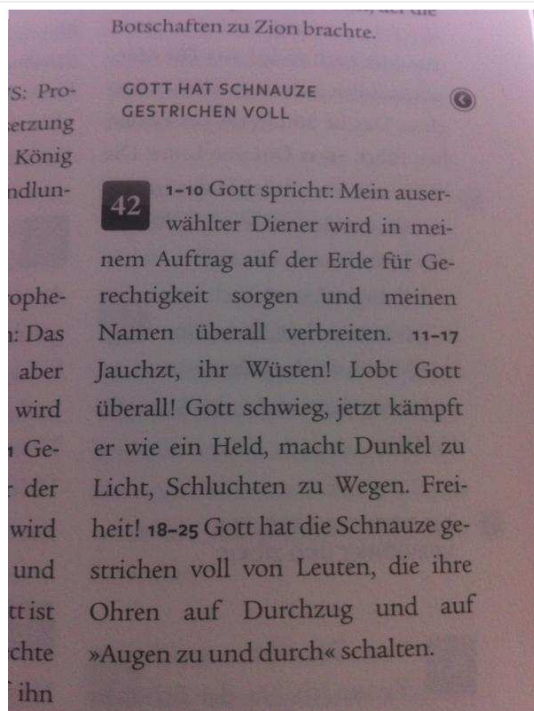 Botschaften zu Zion brachte.
GOTT HAT SCHNAUZE
GESTRICHEN VOLL
42 1–10 Gott spricht: Mein auser-
wählter Diener wird in mei-
nem Auftrag auf der Erde für Ge-
rechtigkeit sorgen und meinen
Namen überall verbreiten. 11–17
Jauchzt, ihr Wüsten! Lobt Gott
überall! Gott schwieg, jetzt kämpft
er wie ein Held, macht Dunkel zu
Licht, Schluchten zu Wegen. Frei-
heit! 18–25 Gott hat die Schnauze ge-
strichen voll von Leuten, die ihre
Ohren auf Durchzug und auf
»Augen zu und durch« schalten.
Pro-
König
Das
aber
wird
Ge-
der
wird
und
ist
ihn